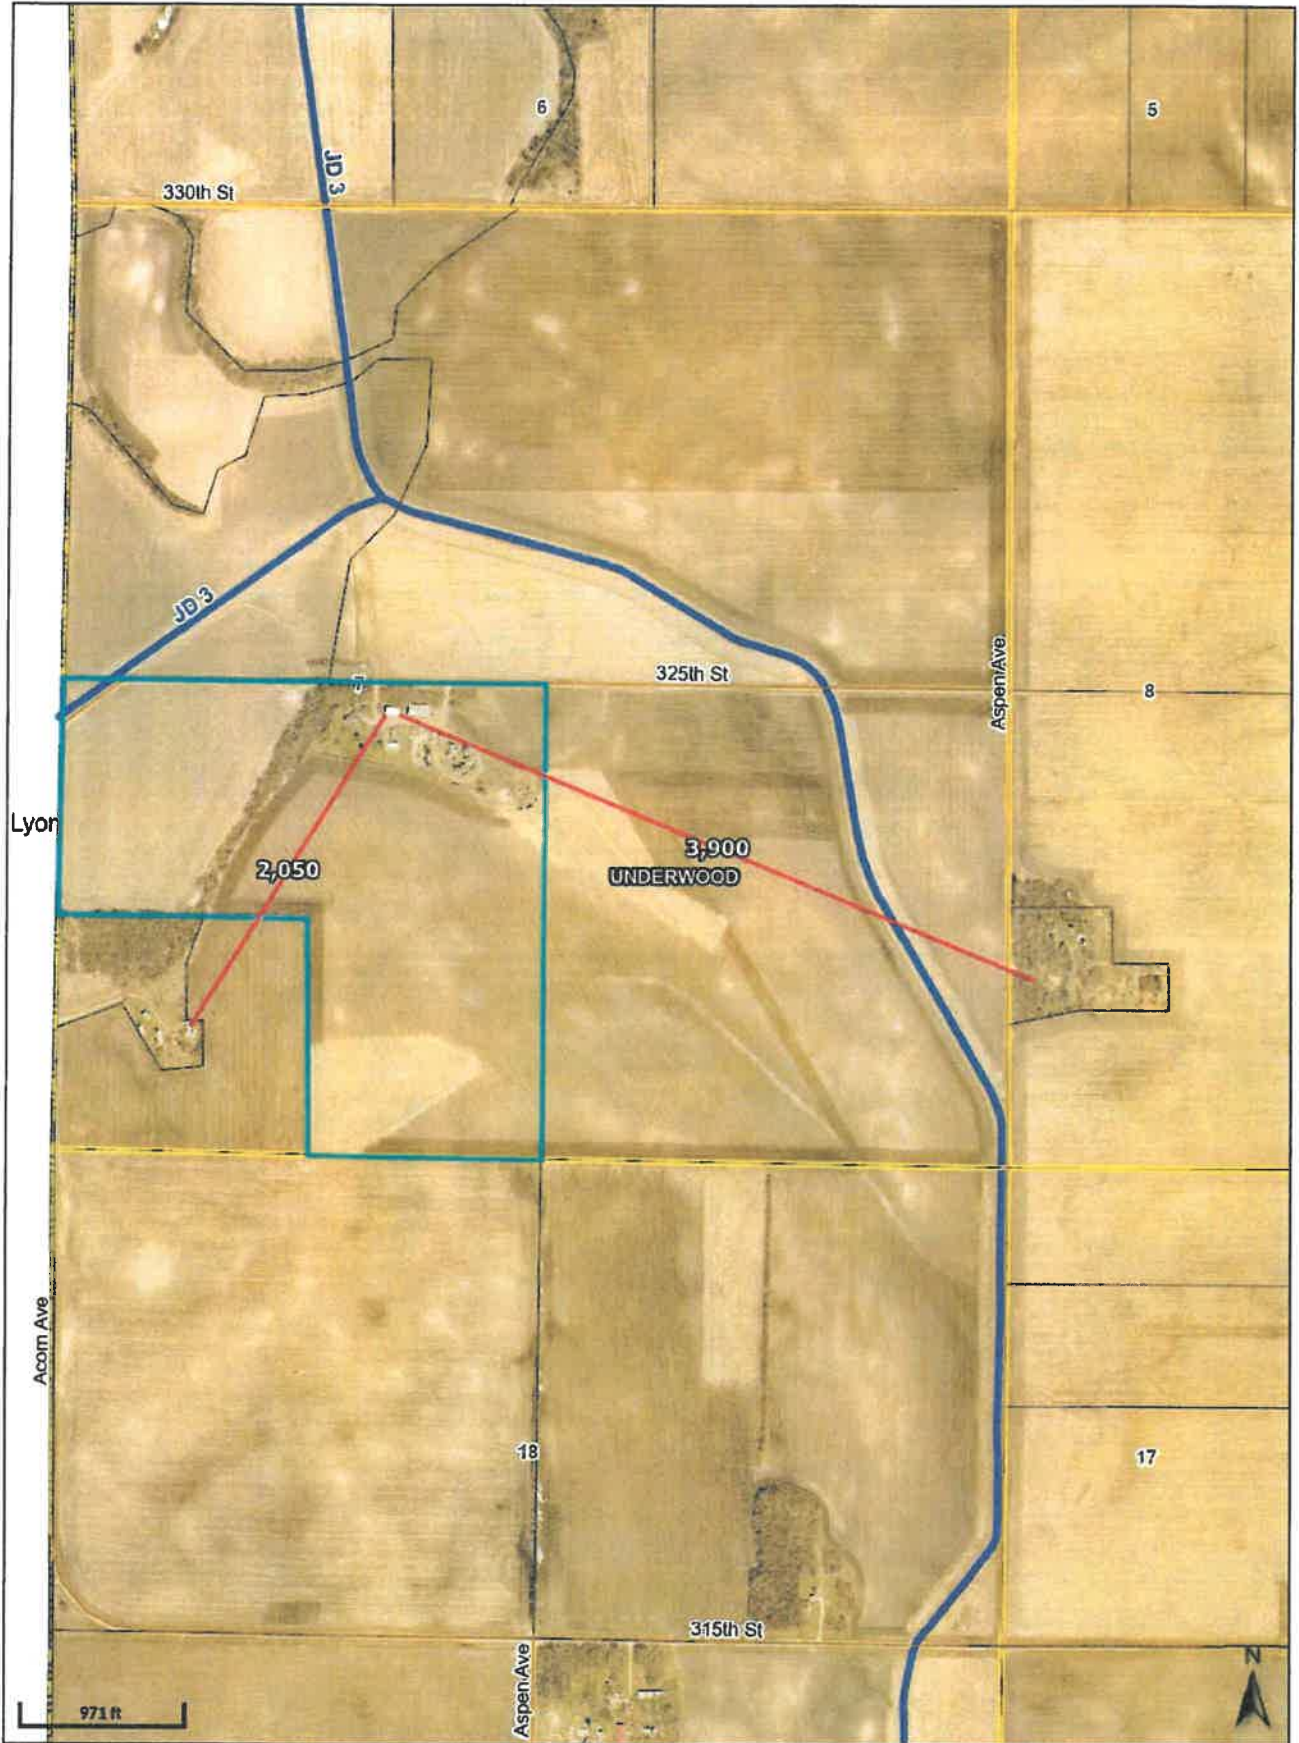 6
5
JD 3
330th St
JD 3
325th St
Aspen Ave
7
8
Lyon
2,050
3,900
UNDERWOOD
Acorn Ave
18
17
315th St
Aspen Ave
971 ft
N